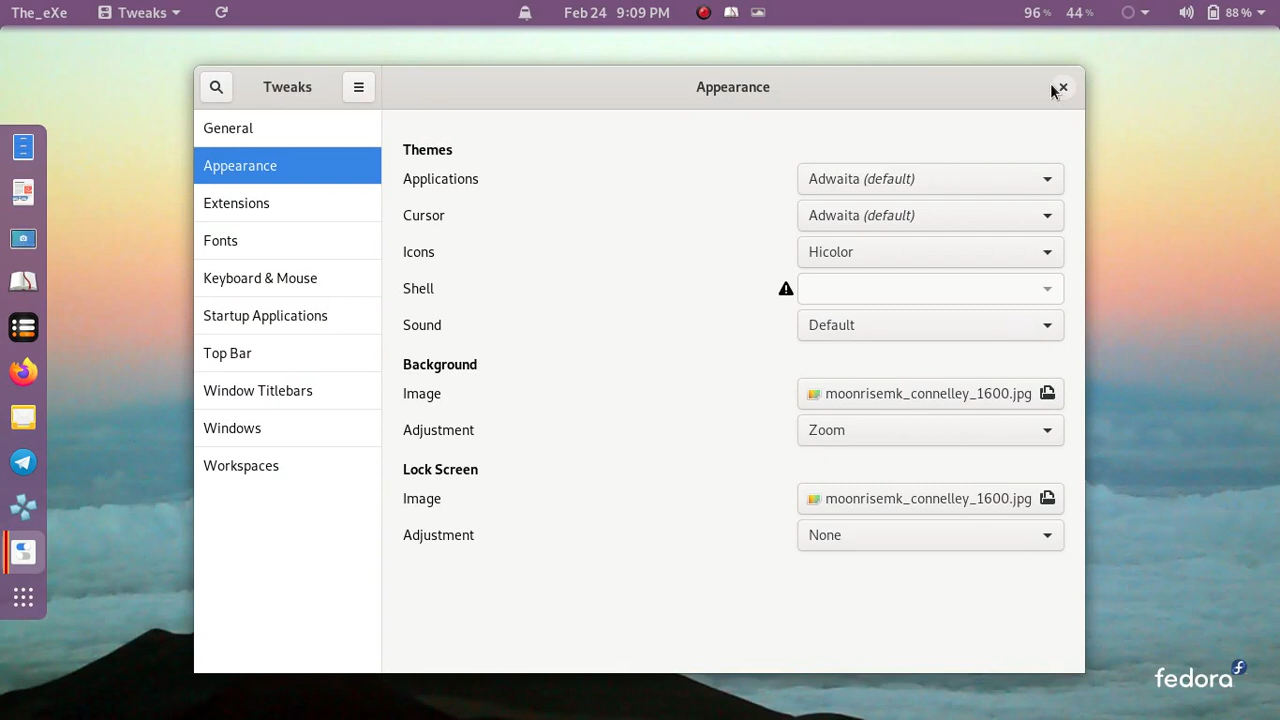 The_eXe Tweaks Feb 24 9:09 PM 96 % 44 % 88 %
Tweaks Appearance
General
Appearance
Extensions
Fonts
Keyboard & Mouse
Startup Applications
Top Bar
Window Titlebars
Windows
Workspaces
Themes
Applications Adwaita (default)
Cursor Adwaita (default)
Icons Hicolor
Shell
Sound Default
Background
Image moonrisemk_connelley_1600.jpg
Adjustment Zoom
Lock Screen
Image moonrisemk_connelley_1600.jpg
Adjustment None
fedora